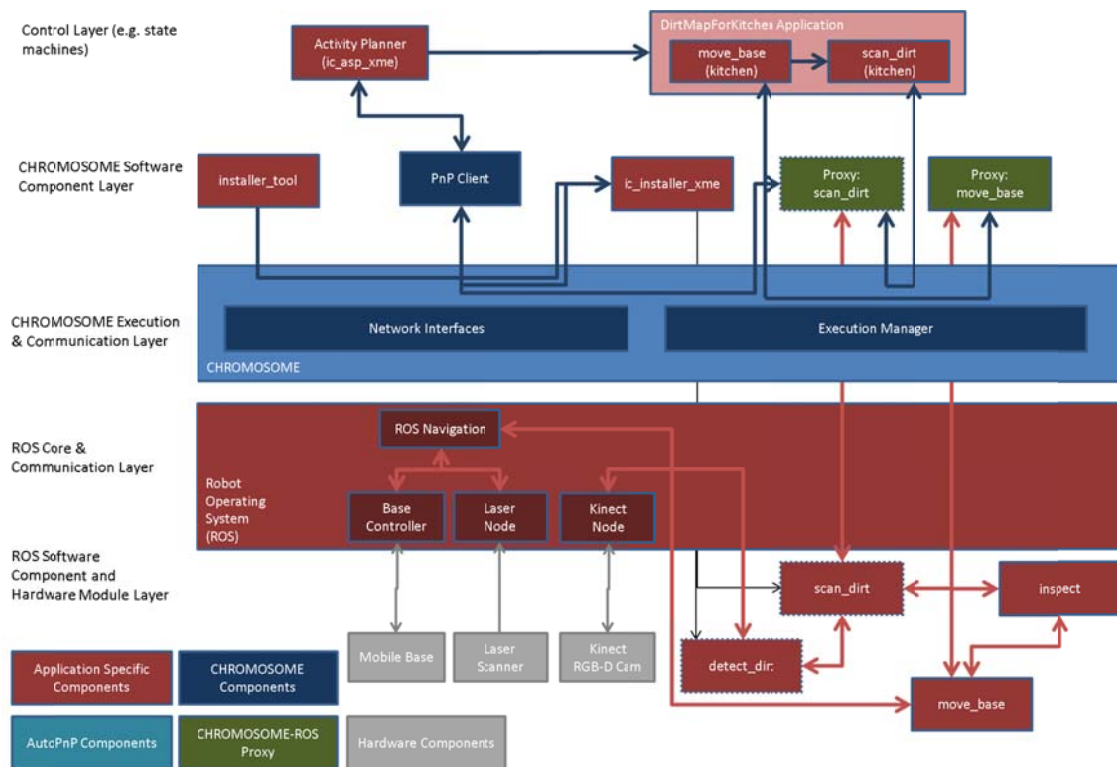 Control Layer (e.g. state
machines)
Activity Planner
(ic_asp_xme)
DirtMapForKitchen Application
move_base
(kitchen)
scan_dirt
(kitchen)
CHROMOSOME Software
Component Layer
installer_tool
PnP Client
ic_installer_xme
Proxy:
scan_dirt
Proxy:
move_base
CHROMOSOME Execution
& Communication Layer
Network Interfaces
Execution Manager
CHROMOSOME
ROS Core &
Communication Layer
ROS Navigation
Robot
Operating
System
(ROS)
Base
Controller
Laser
Node
Kinect
Node
ROS Software
Component and
Hardware Module Layer
scan_dirt
inspect
Mobile Base
Laser
Scanner
Kinect
RGB-D Cam
detect_dirt
move_base
Application Specific
Components
CHROMOSOME
Components
AutoPnP Components
CHROMOSOME-ROS
Proxy
Hardware Components